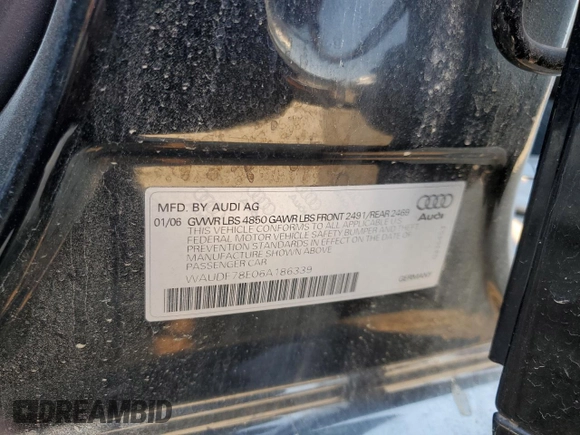 MFD. BY AUDI AG
01/06 GVWR LBS 4850 GAWR LBS FRONT 2491/REAR 2469
THIS VEHICLE CONFORMS TO ALL APPLICABLE U.S.
FEDERAL MOTOR VEHICLE SAFETY BUMPER AND THEFT
PREVENTION STANDARDS IN EFFECT ON THE DATE OF
MANUFACTURE SHOWN ABOVE.
PASSENGER CAR
WAUDF78E06A186339
Audi
GERMANY
DREAMBID